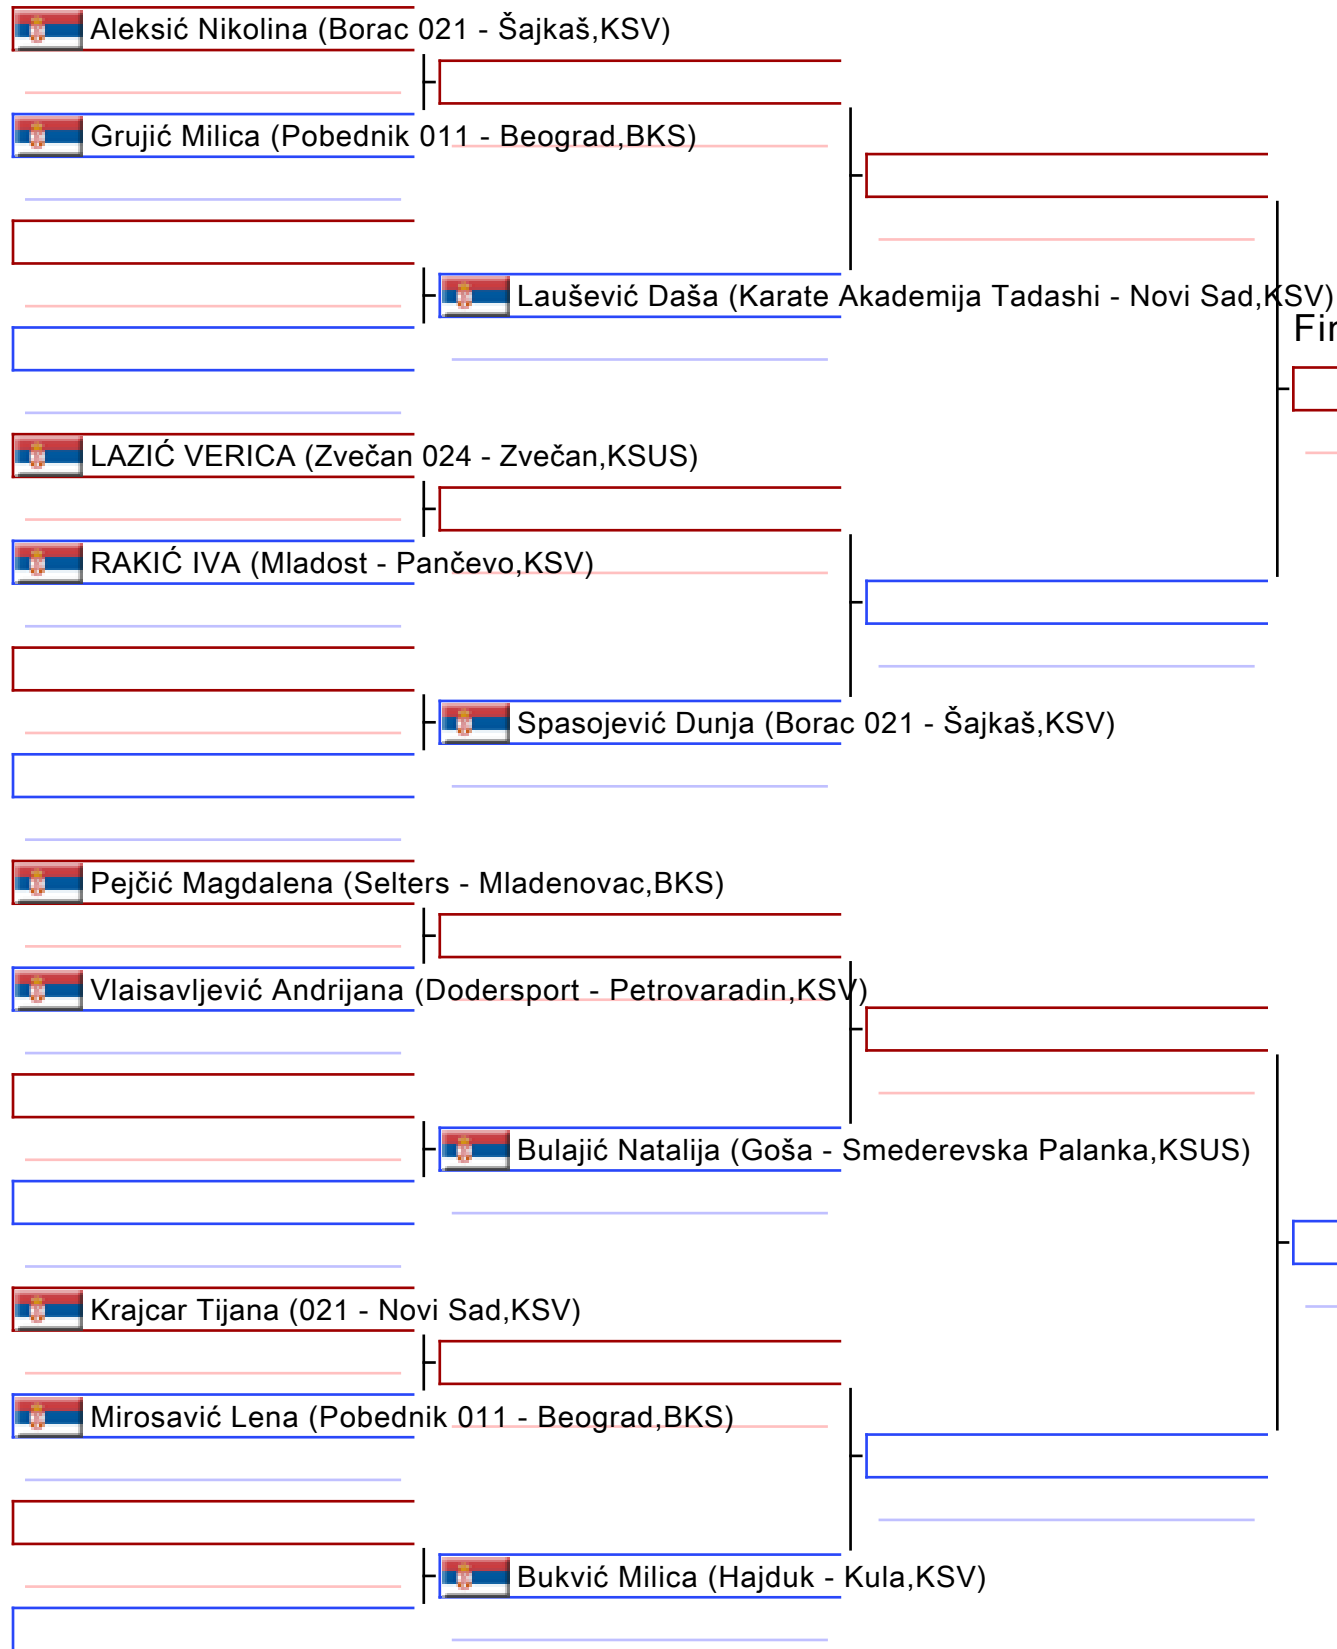 Aleksić Nikolina (Borac 021 - Šajkaš,KSV)
Grujić Milica (Pobednik 011 - Beograd,BKS)
Laušević Daša (Karate Akademija Tadashi - Novi Sad,KSV)
LAZIĆ VERICA (Zvečan 024 - Zvečan,KSUS)
RAKIĆ IVA (Mladost - Pančevo,KSV)
Spasojević Dunja (Borac 021 - Šajkaš,KSV)
Pejčić Magdalena (Selters - Mladenovac,BKS)
Vlaisavljević Andrijana (Dodersport - Petrovaradin,KSV)
Bulajić Natalija (Goša - Smederevska Palanka,KSUS)
Krajcar Tijana (021 - Novi Sad,KSV)
Mirosavić Lena (Pobednik 011 - Beograd,BKS)
Bukvić Milica (Hajduk - Kula,KSV)